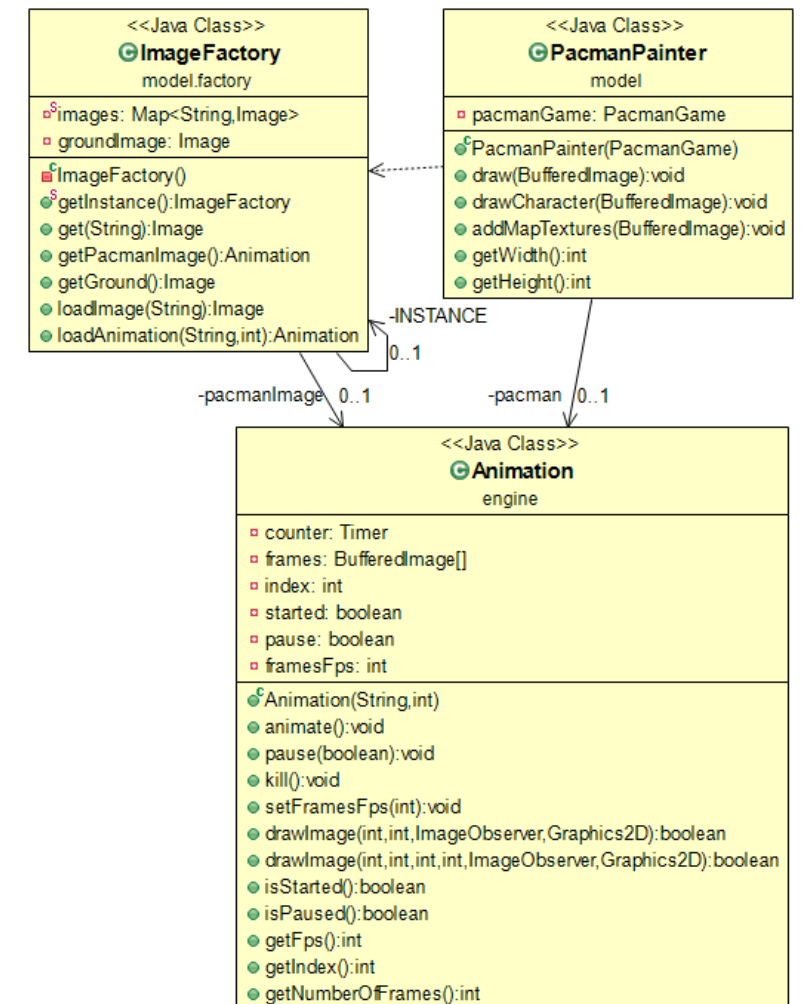 <<Java Class>>
ImageFactory
model.factory
images: Map<String,Image>
groundImage: Image
ImageFactory()
getInstance():ImageFactory
get(String):Image
getPacmanImage():Animation
getGround():Image
loadImage(String):Image
loadAnimation(String,int):Animation
<<Java Class>>
PacmanPainter
model
pacmanGame: PacmanGame
PacmanPainter(PacmanGame)
draw(BufferedImage):void
drawCharacter(BufferedImage):void
addMapTextures(BufferedImage):void
getWidth():int
getHeight():int
-INSTANCE
0..1
-pacmanImage 0..1
-pacman 0..1
<<Java Class>>
Animation
engine
counter: Timer
frames: BufferedImage[]
index: int
started: boolean
pause: boolean
framesFps: int
Animation(String,int)
animate():void
pause(boolean):void
kill():void
setFramesFps(int):void
drawImage(int,int,ImageObserver,Graphics2D):boolean
drawImage(int,int,int,int,ImageObserver,Graphics2D):boolean
isStarted():boolean
isPaused():boolean
getFps():int
getIndex():int
getNumberOfFrames():int